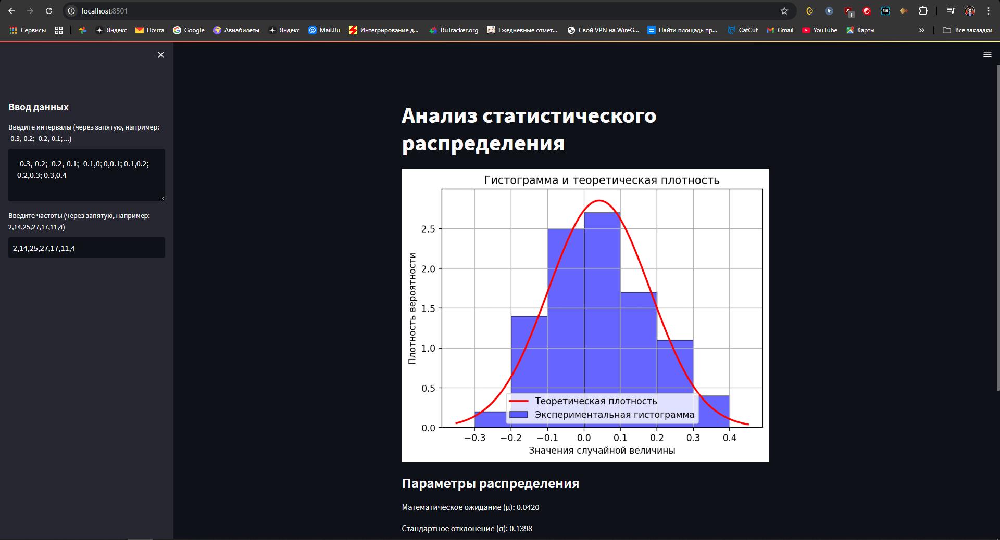 localhost:8501
1
Сервисы
Яндекс
Почта
Google
Авиабилеты
Яндекс
Mail.Ru
Интегрирование д...
RuTracker.org
Ежедневные отмет...
Свой VPN на WireG...
Найти площадь пр...
CatCut
Gmail
YouTube
Карты
Все закладки
Ввод данных
Введите интервалы (через запятую, например:
-0.3,-0.2; -0.2,-0.1; ...)
-0.3,-0.2; -0.2,-0.1; -0.1,0; 0,0.1; 0.1,0.2;
0.2,0.3; 0.3,0.4
Введите частоты (через запятую, например:
2,14,25,27,17,11,4)
2,14,25,27,17,11,4
Анализ статистического
распределения
Гистограмма и теоретическая плотность
Плотность вероятности
2.5
2.0
1.5
1.0
0.5
0.0
Теоретическая плотность
Экспериментальная гистограмма
−0.3 −0.2 −0.1 0.0 0.1 0.2 0.3 0.4
Значения случайной величины
Параметры распределения
Математическое ожидание (μ): 0.0420
Стандартное отклонение (σ): 0.1398